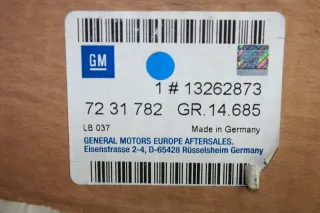 GM
1 # 13262873
72 31 782 GR.14.685
LB 037 Made in Germany
GENERAL MOTORS EUROPE AFTERSALES.
Eisenstrasse 2-4, D-65428 Rüsselsheim Germany